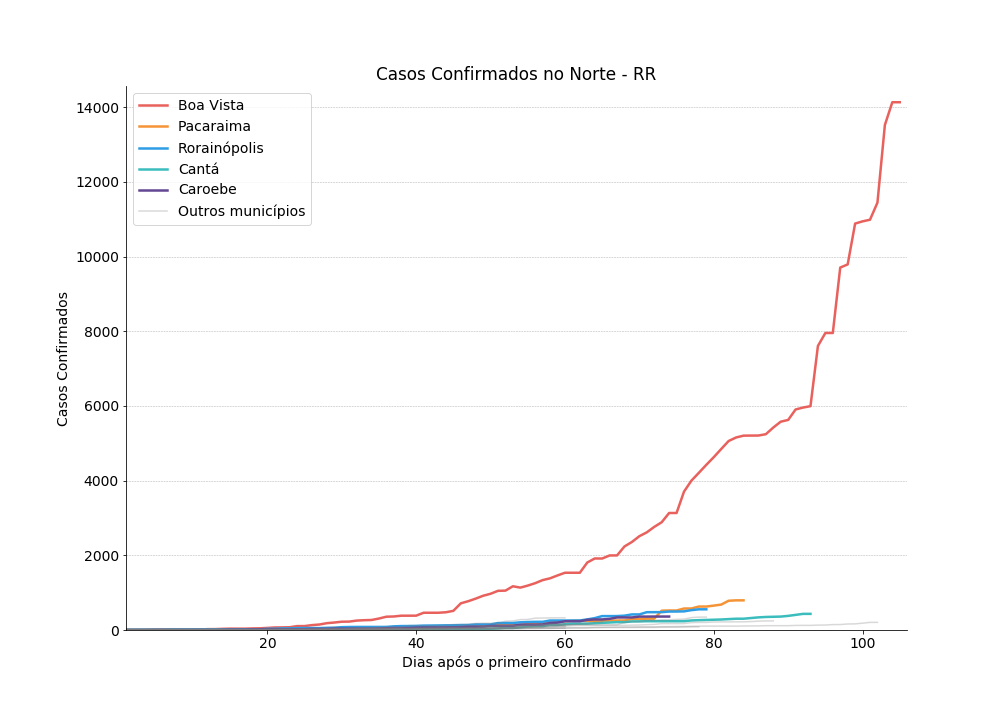 Casos Confirmados no Norte - RR
Boa Vista
Pacaraima
Rorainópolis
Cantá
Caroebe
Outros municípios
Casos Confirmados
14000
12000
10000
8000
6000
4000
2000
0
20
40
60
80
100
Dias após o primeiro confirmado